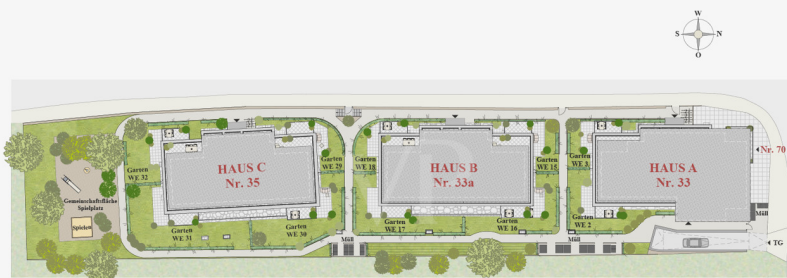 W
S
N
O
HAUS C
Nr. 35
HAUS B
Nr. 33a
HAUS A
Nr. 33
Nr. 70
Garten
WE 32
Garten
WE 29
Garten
WE 18
Garten
WE 15
Garten
WE 3
Gemeinschaftsfläche
Spielplatz
Spielen
Garten
WE 31
Garten
WE 30
Garten
WE 17
Garten
WE 16
Garten
WE 2
Müll
Müll
Müll
TG